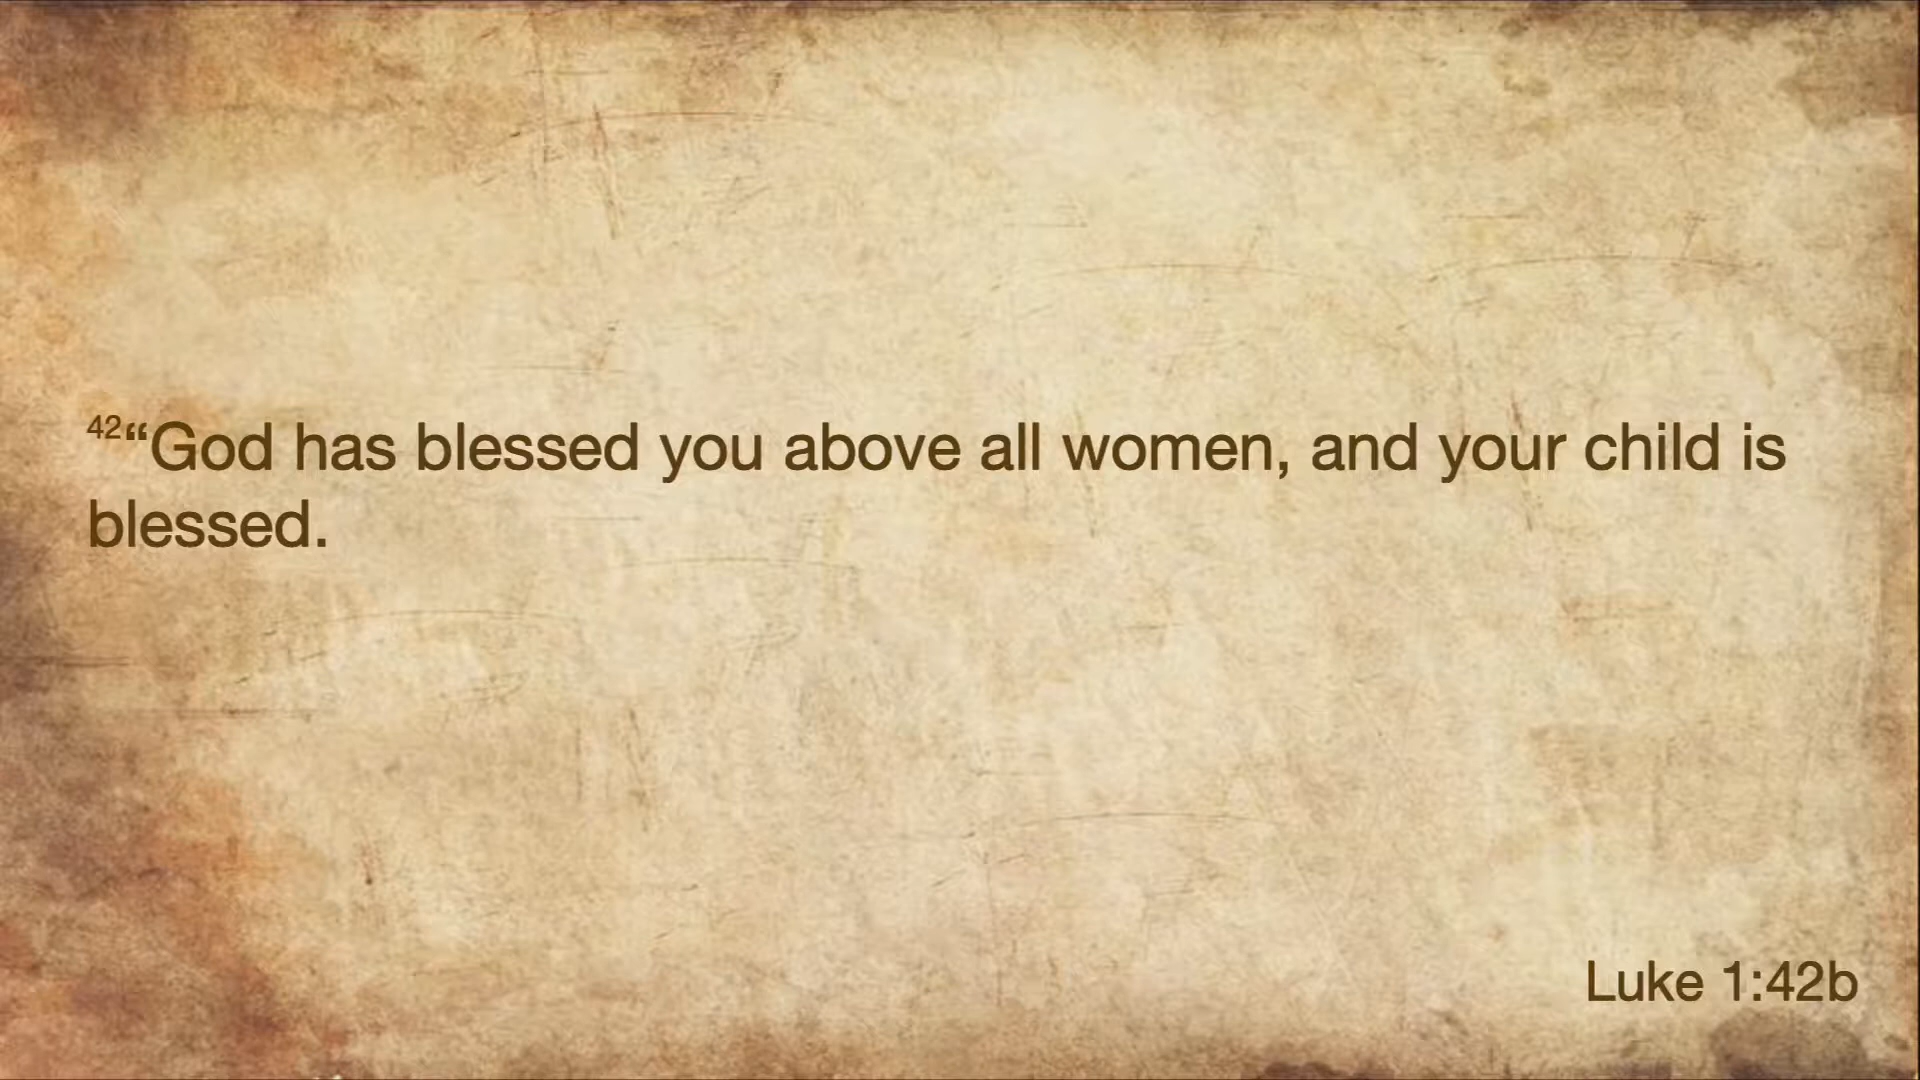 42“God has blessed you above all women, and your child is
blessed.
Luke 1:42b